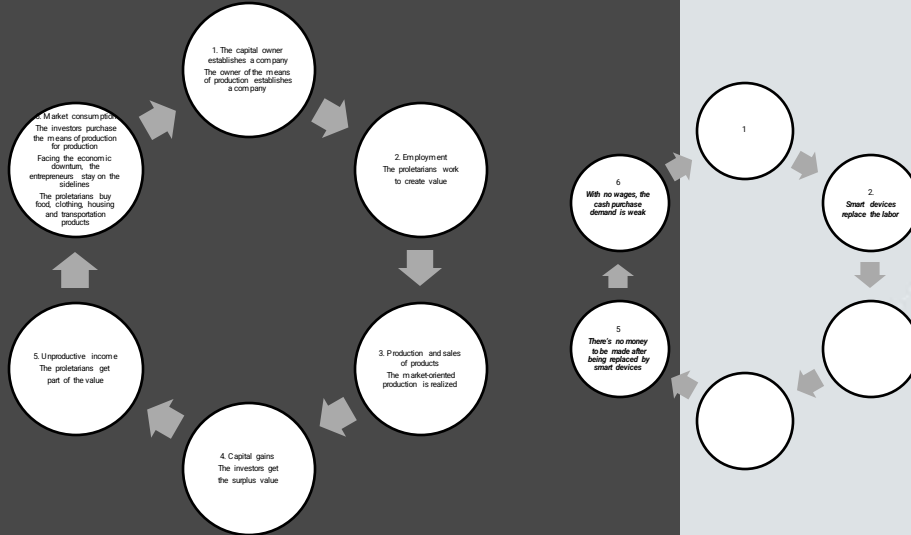 1. The capital owner
establishes a company
The owner of the means
of production establishes
a company
2. Employment
The proletarians work
to create value
3. Production and sales
of products
The market-oriented
production is realized
4. Capital gains
The investors get
the surplus value
5. Unproductive income
The proletarians get
part of the value
6. Market consumption
The investors purchase
the means of production
for production
Facing the economic
downturn, the
entrepreneurs stay on the
sidelines
The proletarians buy
food, clothing, housing
and transportation
products
1
2.
Smart devices
replace the labor
5
There's no money
to be made after
being replaced by
smart devices
6
With no wages, the
cash purchase
demand is weak